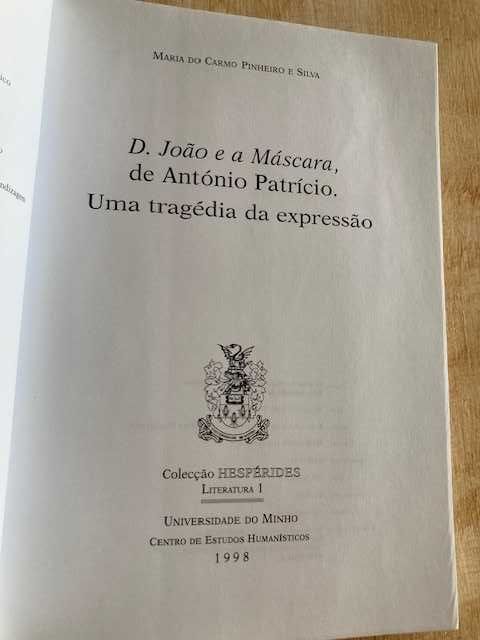 MARIA DO CARMO PINHEIRO E SILVA
D. João e a Máscara,
de António Patrício.
Uma tragédia da expressão
Colecção HESPÉRIDES
LITERATURA 1
UNIVERSIDADE DO MINHO
CENTRO DE ESTUDOS HUMANÍSTICOS
1998